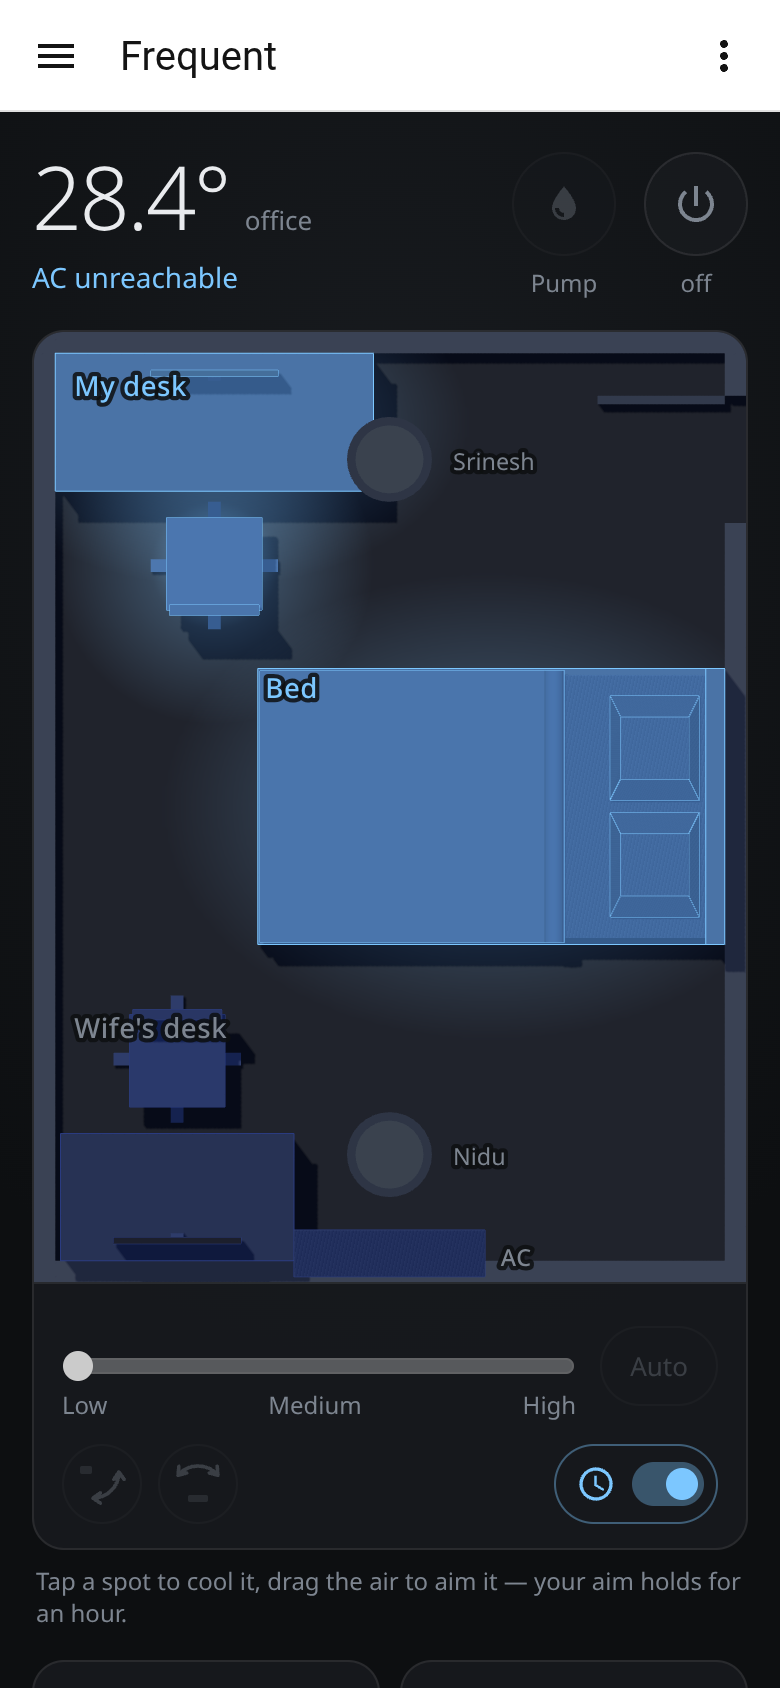 Frequent
28.4° office
AC unreachable
Pump
off
My desk
Srinesh
Bed
Wife's desk
Nidu
AC
Auto
Low Medium High
Tap a spot to cool it, drag the air to aim it — your aim holds for
an hour.